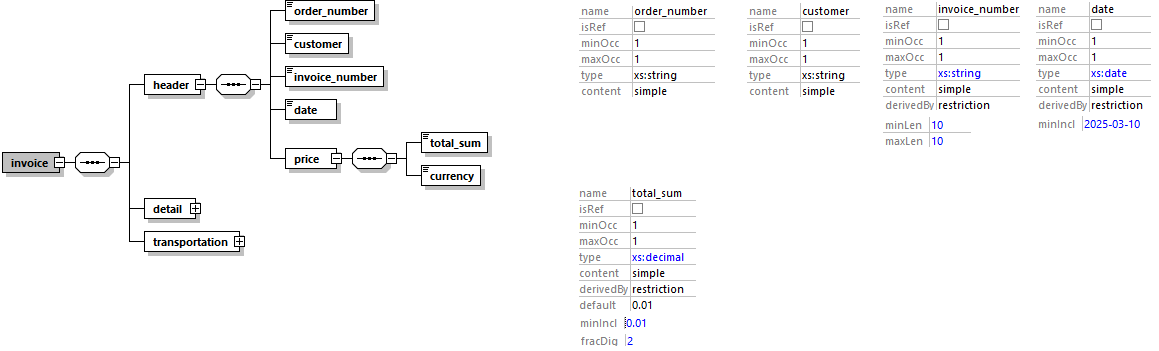 order_number
customer
invoice_number
header
date
price
total_sum
currency
invoice
detail
transportation
name order_number
isRef
minOcc 1
maxOcc 1
type xs:string
content simple
name customer
isRef
minOcc 1
maxOcc 1
type xs:string
content simple
name invoice_number
isRef
minOcc 1
maxOcc 1
type xs:string
content simple
derivedBy restriction
minLen 10
maxLen 10
name date
isRef
minOcc 1
maxOcc 1
type xs:date
content simple
derivedBy restriction
minIncl 2025-03-10
name total_sum
isRef
minOcc 1
maxOcc 1
type xs:decimal
content simple
derivedBy restriction
default 0.01
minIncl 0.01
fracDig 2